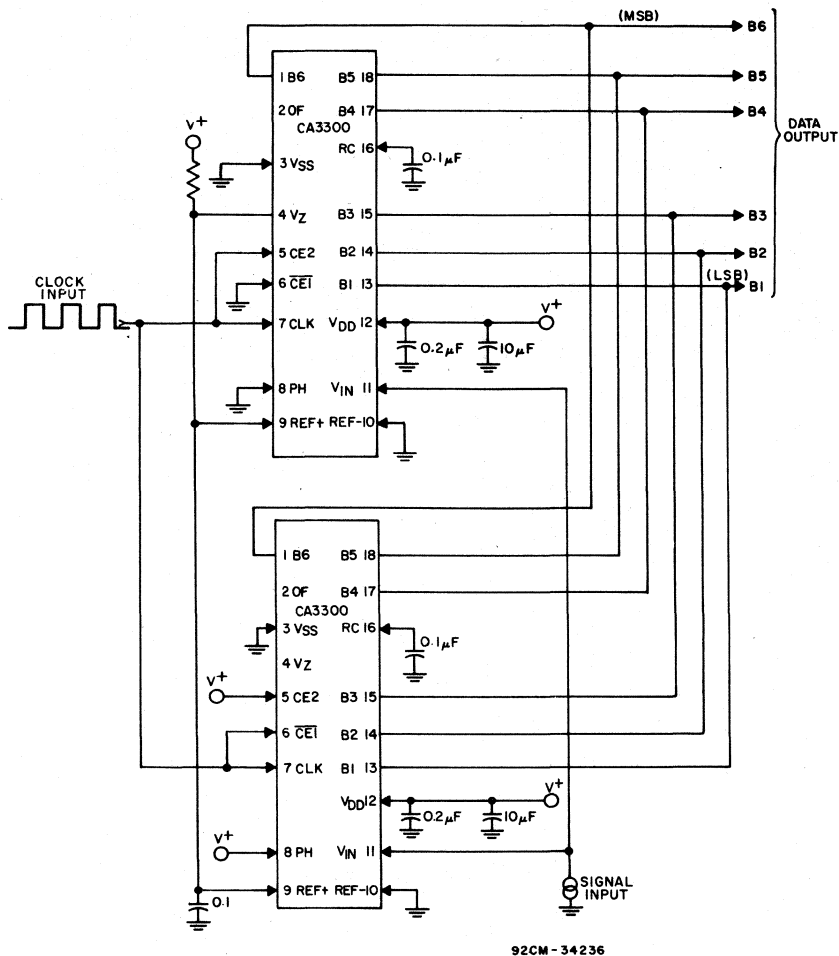 (MSB)
B6
B5
B4
DATA
OUTPUT
B3
B2
(LSB)
B1
1 B6 B5 18
2 OF B4 17
CA3300
RC 16
0.1µF
V+
3 VSS
4 VZ B3 15
5 CE2 B2 14
6 CE1 B1 13
CLOCK
INPUT
7 CLK VDD 12
V+
0.2µF 10µF
8 PH VIN 11
9 REF+ REF-10
1 B6 B5 18
2 OF B4 17
CA3300
3 VSS RC 16
0.1µF
4 VZ
V+
5 CE2 B3 15
6 CE1 B2 14
7 CLK B1 13
VDD12
V+
0.2µF 10µF
V+
8 PH VIN 11
9 REF+ REF-10
0.1
SIGNAL
INPUT
92CM-34236